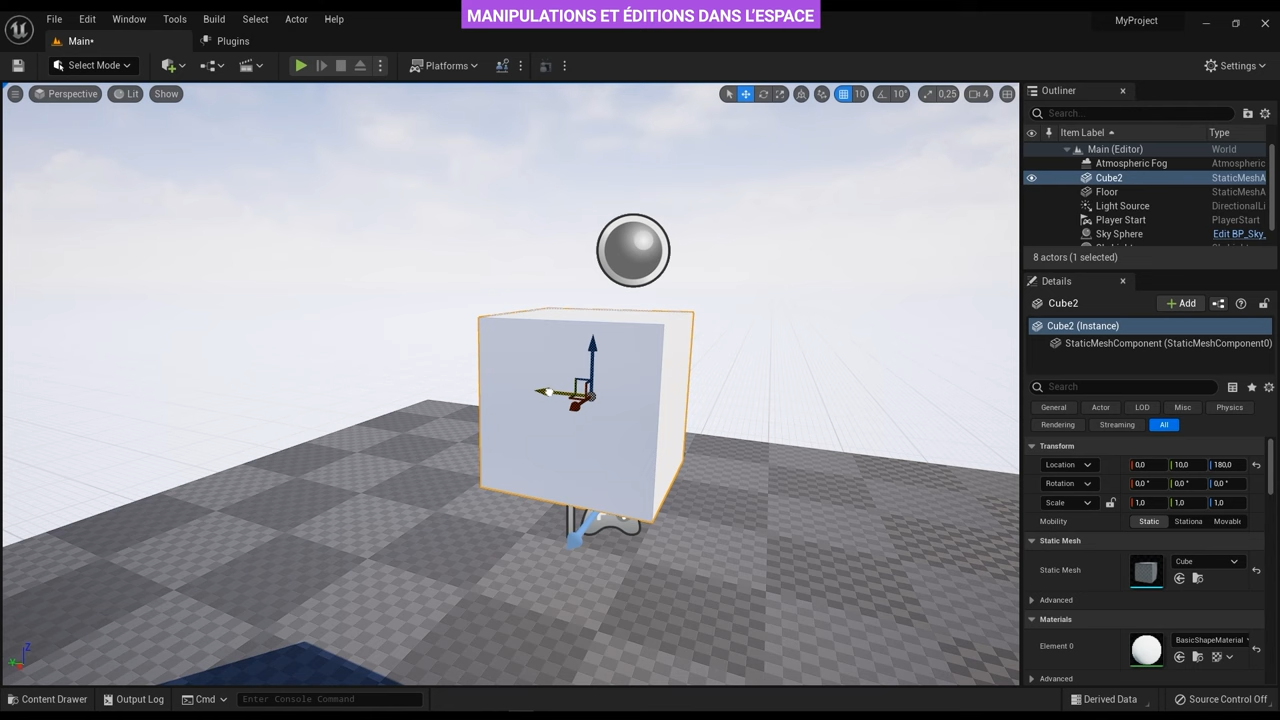 MANIPULATIONS ET ÉDITIONS DANS L'ESPACE
File Edit Window Tools Build Select Actor Help
MyProject
Main•
Plugins
Select Mode
Platforms
Settings
Perspective Lit Show
10 10° 0,25 4
Outliner
Search...
Item Label Type
Main (Editor) World
Atmospheric Fog Atmospheric
Cube2 StaticMeshA
Floor StaticMeshA
Light Source DirectionalLi
Player Start PlayerStart
Sky Sphere Edit BP_Sky_
8 actors (1 selected)
Details
Cube2
Add
Cube2 (Instance)
StaticMeshComponent (StaticMeshComponent0)
Search
General Actor LOD Misc Physics
Rendering Streaming All
Transform
Location 0,0 10,0 180,0
Rotation 0,0 ° 0,0 ° 0,0 °
Scale 1,0 1,0 1,0
Mobility Static Stationa Movable
Static Mesh
Static Mesh Cube
Advanced
Materials
Element 0 BasicShapeMaterial
Advanced
Z
Y
Content Drawer Output Log Cmd Enter Console Command
Derived Data Source Control Off